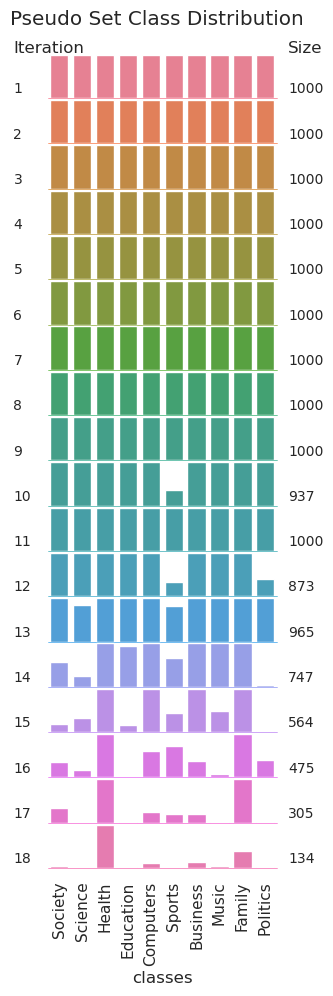 Pseudo Set Class Distribution
Iteration Size
1 1000
2 1000
3 1000
4 1000
5 1000
6 1000
7 1000
8 1000
9 1000
10 937
11 1000
12 873
13 965
14 747
15 564
16 475
17 305
18 134
Society
Science
Health
Education
Computers
Sports
Business
Music
Family
Politics
classes